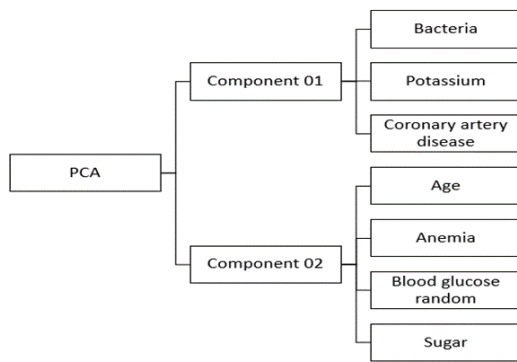 PCA
Component 01
Bacteria
Potassium
Coronary artery
disease
Component 02
Age
Anemia
Blood glucose
random
Sugar